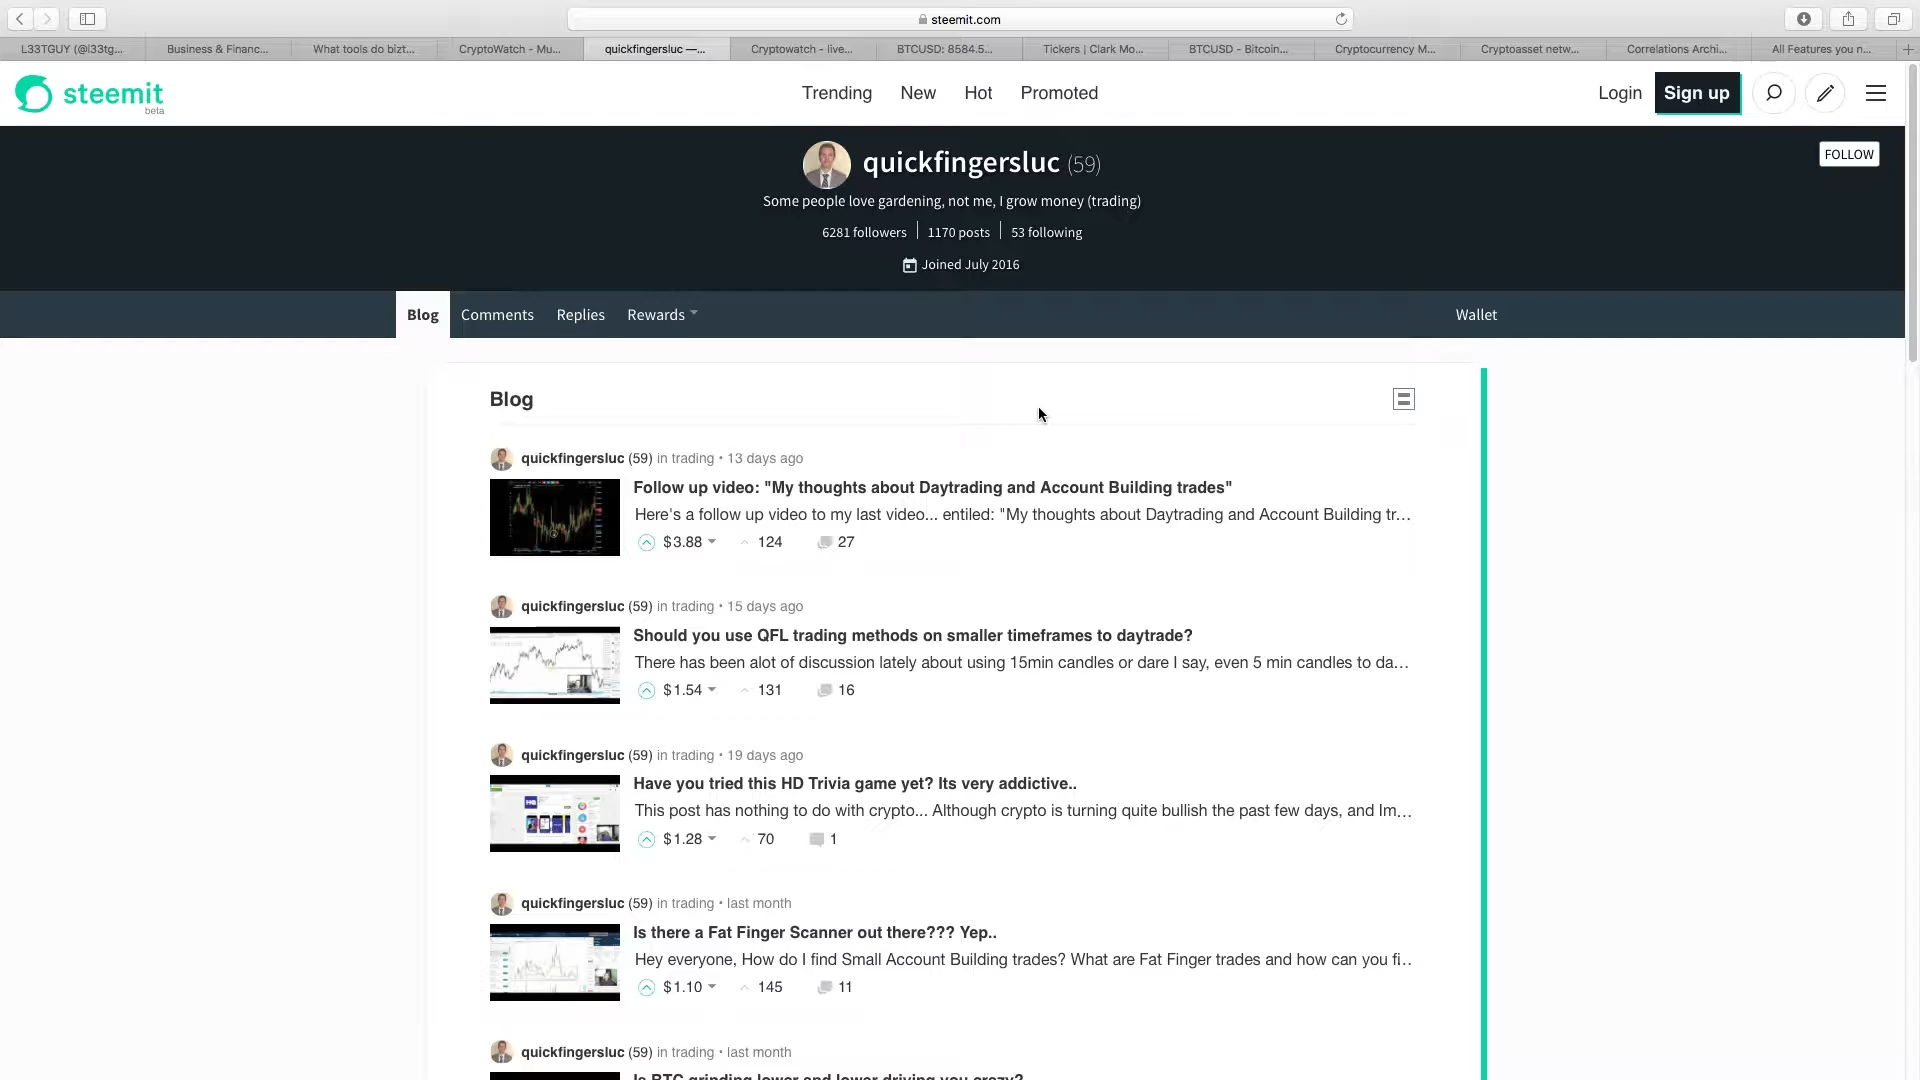 steemit.com
L33TGUY (@l33tg...
Business & Financ...
What tools do bizt...
CryptoWatch - Mu...
quickfingersluc —...
Cryptowatch - live...
BTCUSD: 8584.5...
Tickers | Clark Mo...
BTCUSD - Bitcoin...
Cryptocurrency M...
Cryptoasset netw...
Correlations Archi...
All Features you n...
steemit
beta
Trending New Hot Promoted
Login Sign up
quickfingersluc (59)
FOLLOW
Some people love gardening, not me, I grow money (trading)
6281 followers 1170 posts 53 following
Joined July 2016
Blog Comments Replies Rewards Wallet
Blog
quickfingersluc (59) in trading • 13 days ago
Follow up video: "My thoughts about Daytrading and Account Building trades"
Here's a follow up video to my last video... entiled: "My thoughts about Daytrading and Account Building tr...
$3.88 124 27
quickfingersluc (59) in trading • 15 days ago
Should you use QFL trading methods on smaller timeframes to daytrade?
There has been alot of discussion lately about using 15min candles or dare I say, even 5 min candles to da...
$1.54 131 16
quickfingersluc (59) in trading • 19 days ago
Have you tried this HD Trivia game yet? Its very addictive..
This post has nothing to do with crypto... Although crypto is turning quite bullish the past few days, and Im...
$1.28 70 1
quickfingersluc (59) in trading • last month
Is there a Fat Finger Scanner out there??? Yep..
Hey everyone, How do I find Small Account Building trades? What are Fat Finger trades and how can you fi..
$1.10 145 11
quickfingersluc (59) in trading • last month
Is BTC grinding lower and lower driving you crazy?